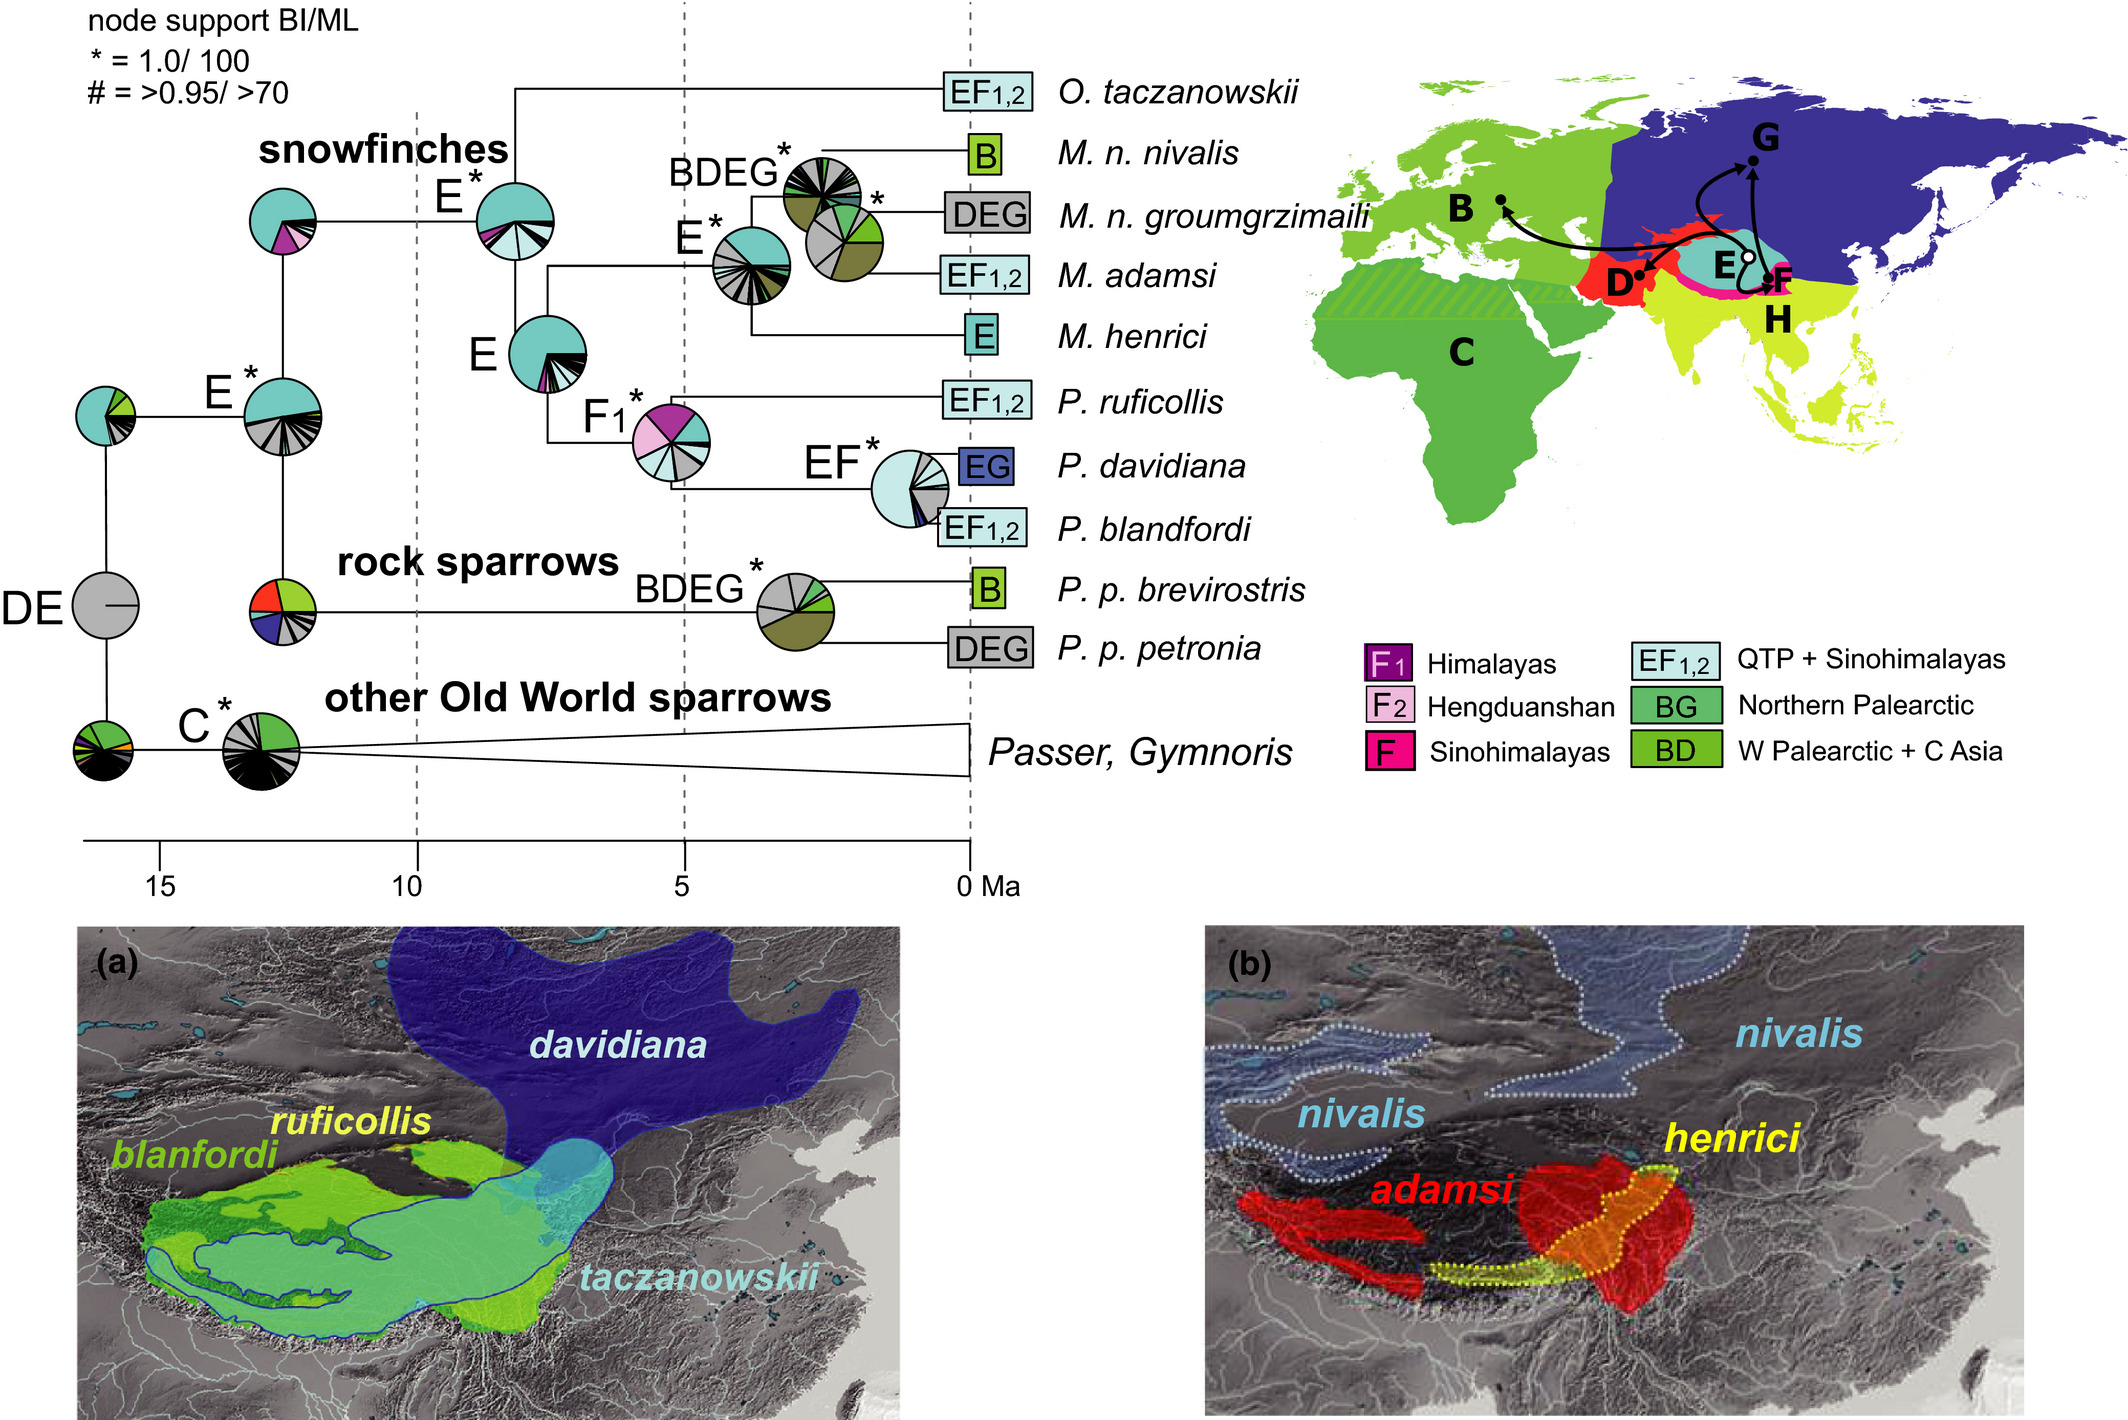 node support BI/ML
* = 1.0/ 100
# = >0.95/ >70
snowfinches
rock sparrows
other Old World sparrows
E*
E*
E
E*
BDEG*
*
F1*
EF*
BDEG*
DE
C*
EF1,2 O. taczanowskii
B M. n. nivalis
DEG M. n. groumgrzimaili
EF1,2 M. adamsi
E M. henrici
EF1,2 P. ruficollis
EG P. davidiana
EF1,2 P. blandfordi
B P. p. brevirostris
DEG P. p. petronia
Passer, Gymnoris
15 10 5 0 Ma
G
B
E
D
F
H
C
F1 Himalayas
F2 Hengduanshan
F Sinohimalayas
EF1,2 QTP + Sinohimalayas
BG Northern Palearctic
BD W Palearctic + C Asia
(a)
davidiana
ruficollis
blanfordi
taczanowskii
(b)
nivalis
nivalis
henrici
adamsi